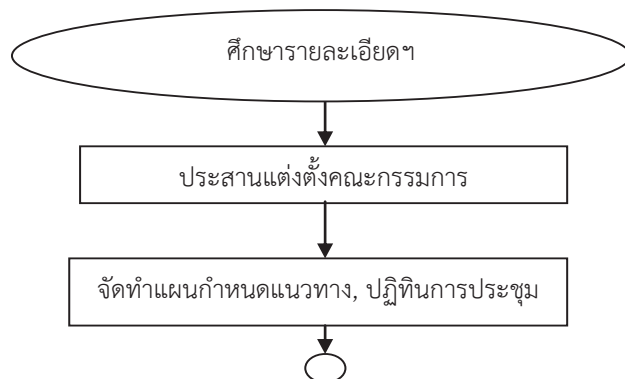 ศึกษารายละเอียดฯ
ประสานแต่งตั้งคณะกรรมการ
จัดทำแผนกำหนดแนวทาง, ปฏิทินการประชุม